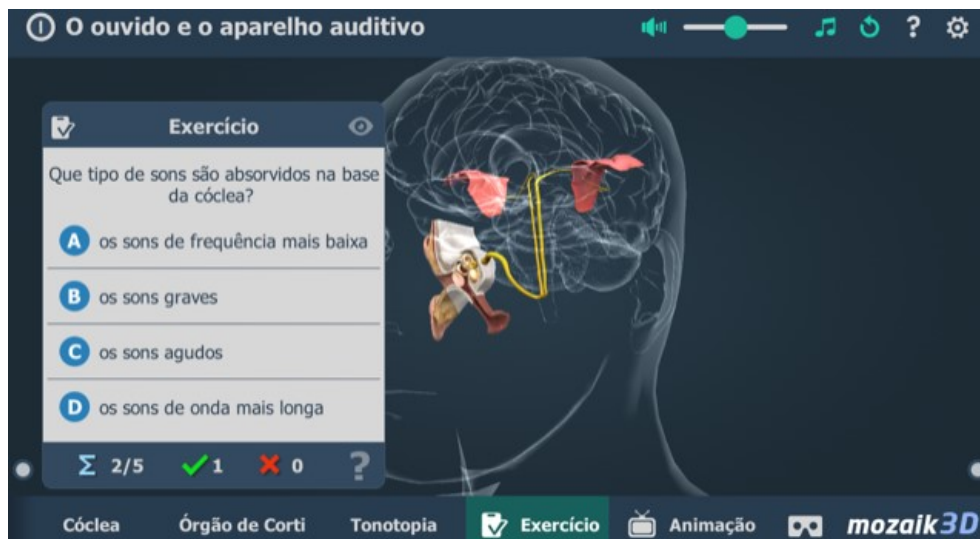 O ouvido e o aparelho auditivo
?
Exercício
Que tipo de sons são absorvidos na base
da cóclea?
A os sons de frequência mais baixa
B os sons graves
C os sons agudos
D os sons de onda mais longa
Σ 2/5 1 0 ?
Cóclea Órgão de Corti Tonotopia Exercício Animação mozaik3D